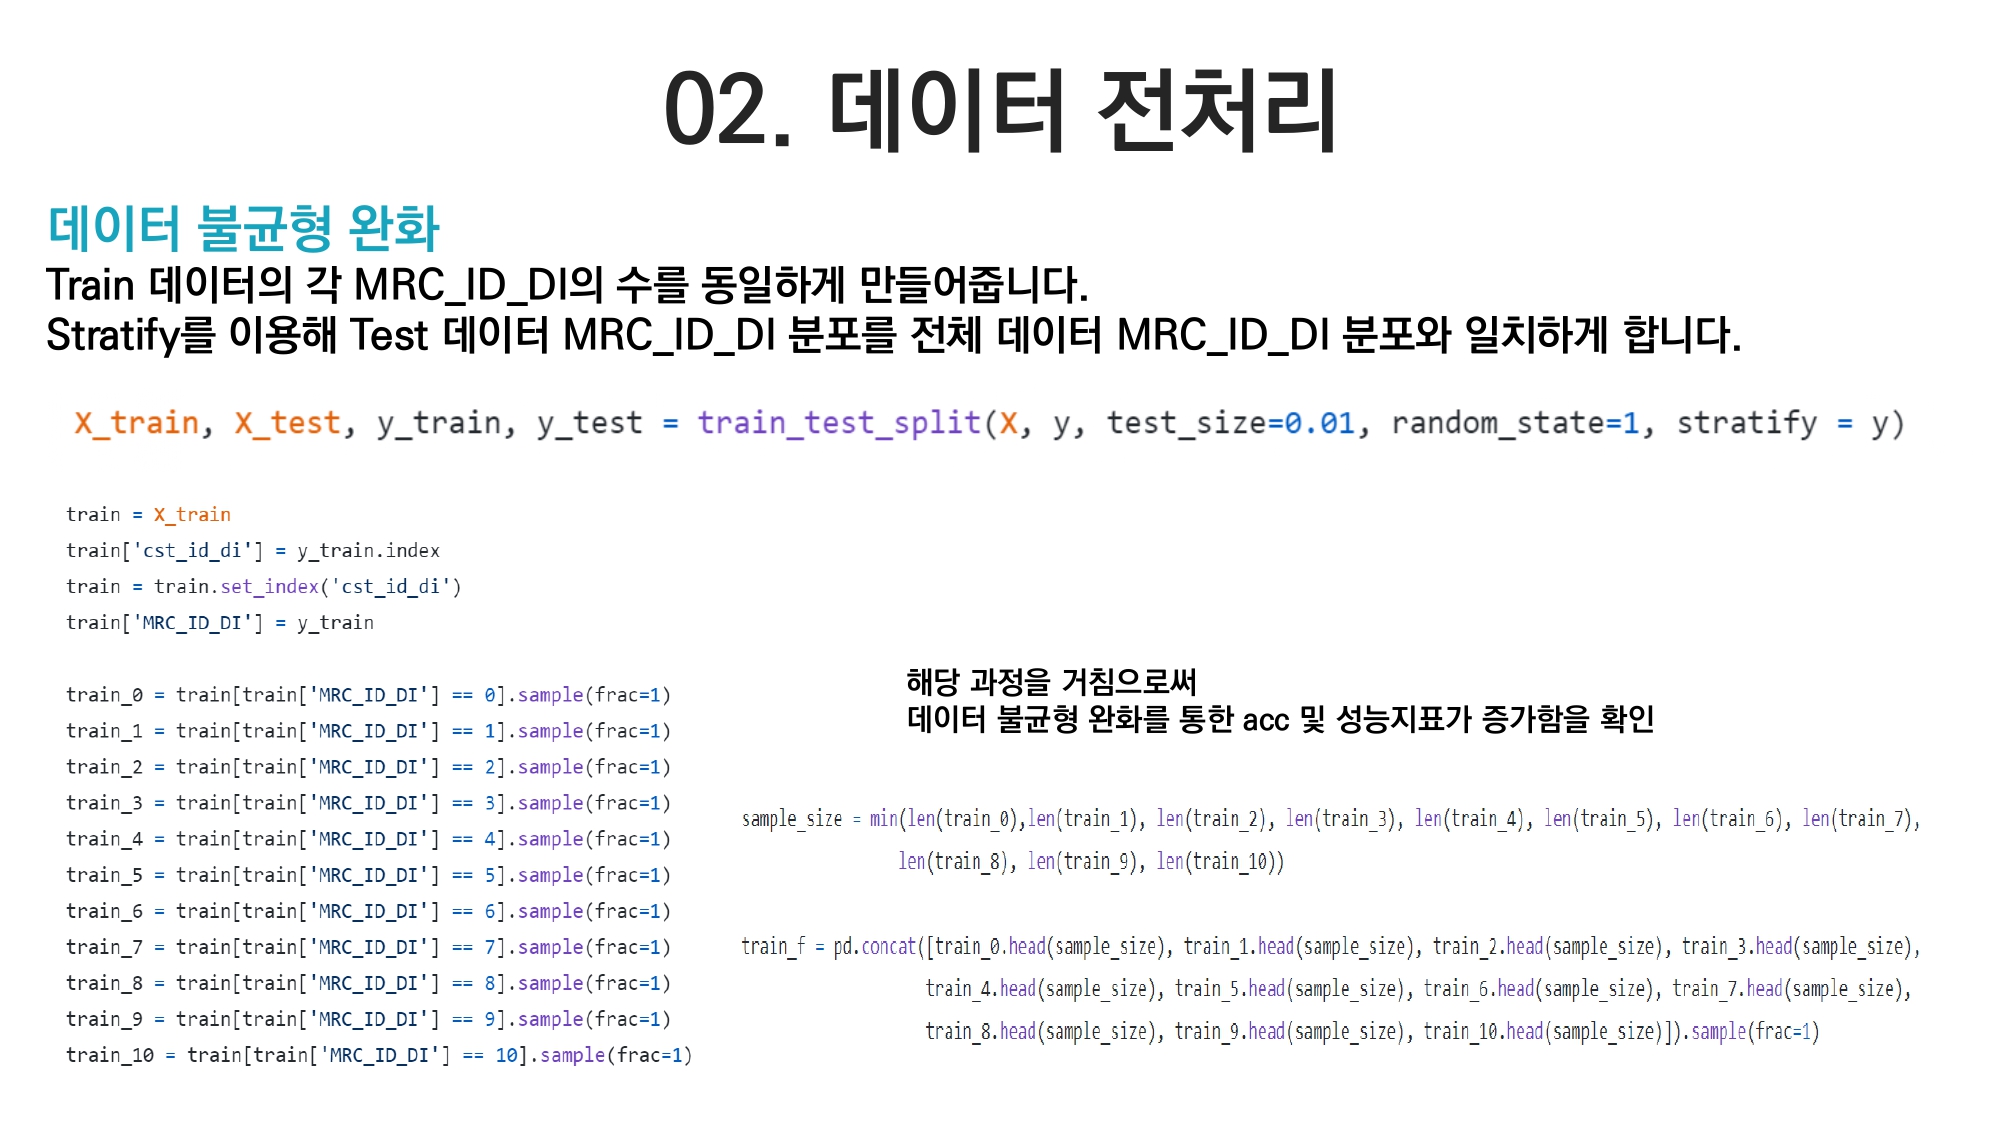 02. 데이터 전처리
데이터 불균형 완화
Train 데이터의 각 MRC_ID_DI의 수를 동일하게 만들어줍니다.
Stratify를 이용해 Test 데이터 MRC_ID_DI 분포를 전체 데이터 MRC_ID_DI 분포와 일치하게 합니다.
X_train, X_test, y_train, y_test = train_test_split(X, y, test_size=0.01, random_state=1, stratify = y)
train = X_train
train['cst_id_di'] = y_train.index
train = train.set_index('cst_id_di')
train['MRC_ID_DI'] = y_train
train_0 = train[train['MRC_ID_DI'] == 0].sample(frac=1)
train_1 = train[train['MRC_ID_DI'] == 1].sample(frac=1)
train_2 = train[train['MRC_ID_DI'] == 2].sample(frac=1)
train_3 = train[train['MRC_ID_DI'] == 3].sample(frac=1)
train_4 = train[train['MRC_ID_DI'] == 4].sample(frac=1)
train_5 = train[train['MRC_ID_DI'] == 5].sample(frac=1)
train_6 = train[train['MRC_ID_DI'] == 6].sample(frac=1)
train_7 = train[train['MRC_ID_DI'] == 7].sample(frac=1)
train_8 = train[train['MRC_ID_DI'] == 8].sample(frac=1)
train_9 = train[train['MRC_ID_DI'] == 9].sample(frac=1)
train_10 = train[train['MRC_ID_DI'] == 10].sample(frac=1)
해당 과정을 거침으로써
데이터 불균형 완화를 통한 acc 및 성능지표가 증가함을 확인
sample_size = min(len(train_0),len(train_1), len(train_2), len(train_3), len(train_4), len(train_5), len(train_6), len(train_7),
len(train_8), len(train_9), len(train_10))
train_f = pd.concat([train_0.head(sample_size), train_1.head(sample_size), train_2.head(sample_size), train_3.head(sample_size),
train_4.head(sample_size), train_5.head(sample_size), train_6.head(sample_size), train_7.head(sample_size),
train_8.head(sample_size), train_9.head(sample_size), train_10.head(sample_size)]).sample(frac=1)